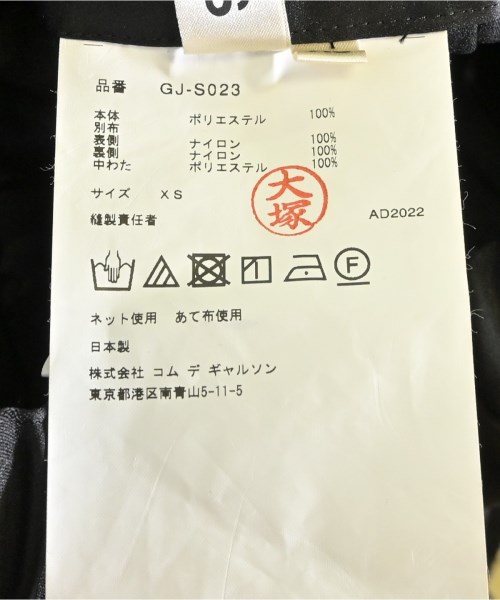 S
品番 GJ-S023
本体 ポリエステル 100%
別布
表側 ナイロン 100%
裏側 ナイロン 100%
中わた ポリエステル 100%
サイズ XS
縫製責任者 大塚 AD2022
F
ネット使用 あて布使用
日本製
株式会社 コム デ ギャルソン
東京都港区南青山5-11-5